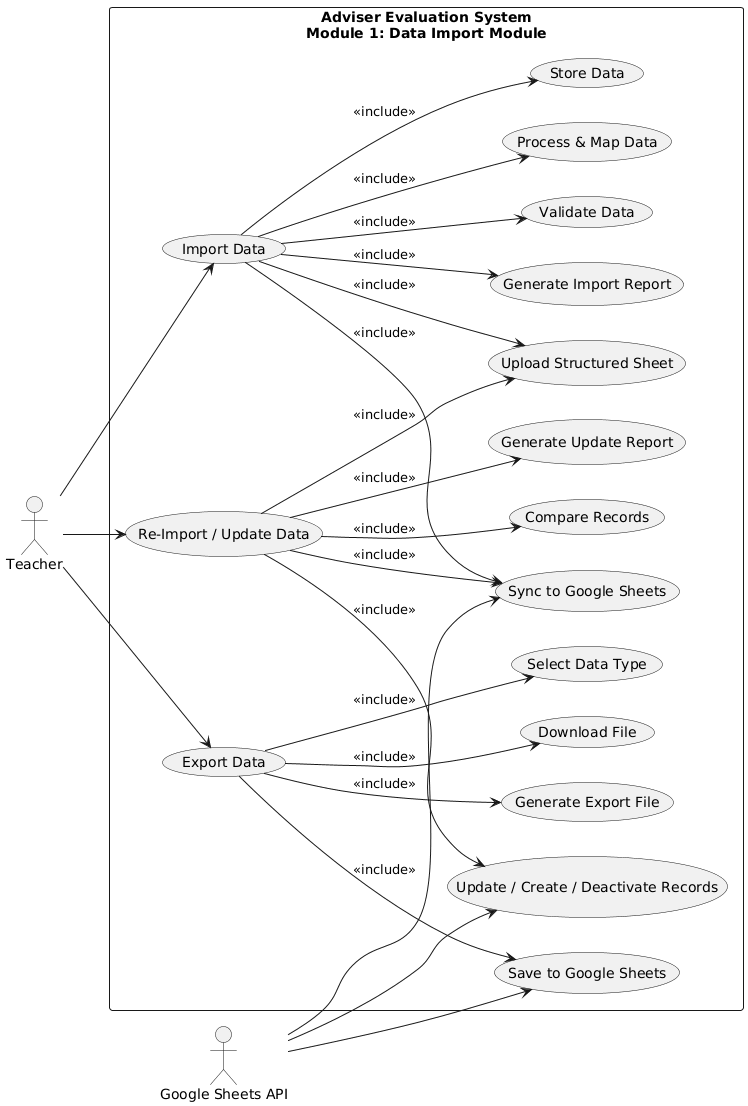 Adviser Evaluation System
Module 1: Data Import Module
Store Data
«include»
Process & Map Data
«include»
Validate Data
«include»
Import Data
«include»
Generate Import Report
«include»
«include»
Upload Structured Sheet
«include»
Generate Update Report
«include»
Teacher
Re-Import / Update Data
«include»
Compare Records
«include»
Sync to Google Sheets
«include»
Select Data Type
«include»
Download File
«include»
Export Data
«include»
Generate Export File
«include»
Update / Create / Deactivate Records
Save to Google Sheets
Google Sheets API